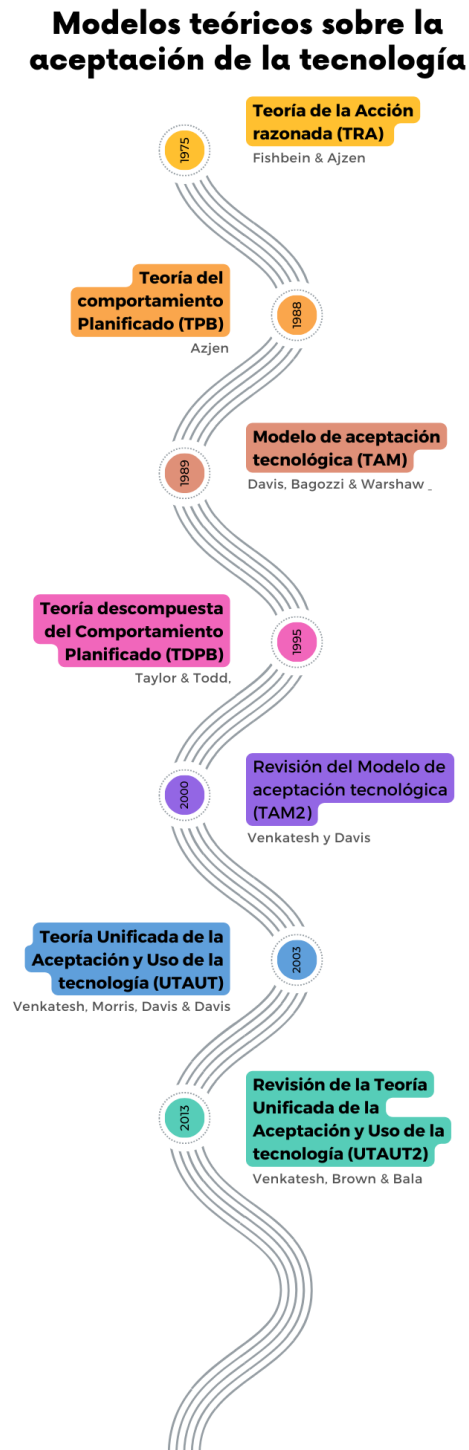 Modelos teóricos sobre la
aceptación de la tecnología
1975
Teoría de la Acción
razonada (TRA)
Fishbein & Ajzen
Teoría del
comportamiento
Planificado (TPB)
Azjen
1988
Modelo de aceptación
tecnológica (TAM)
Davis, Bagozzi & Warshaw _
1989
Teoría descompuesta
del Comportamiento
Planificado (TDPB)
Taylor & Todd,
1995
Revisión del Modelo de
aceptación tecnológica
(TAM2)
Venkatesh y Davis
2000
Teoría Unificada de la
Aceptación y Uso de la
tecnología (UTAUT)
Venkatesh, Morris, Davis & Davis
2003
Revisión de la Teoría
Unificada de la
Aceptación y Uso de la
tecnología (UTAUT2)
Venkatesh, Brown & Bala
2013